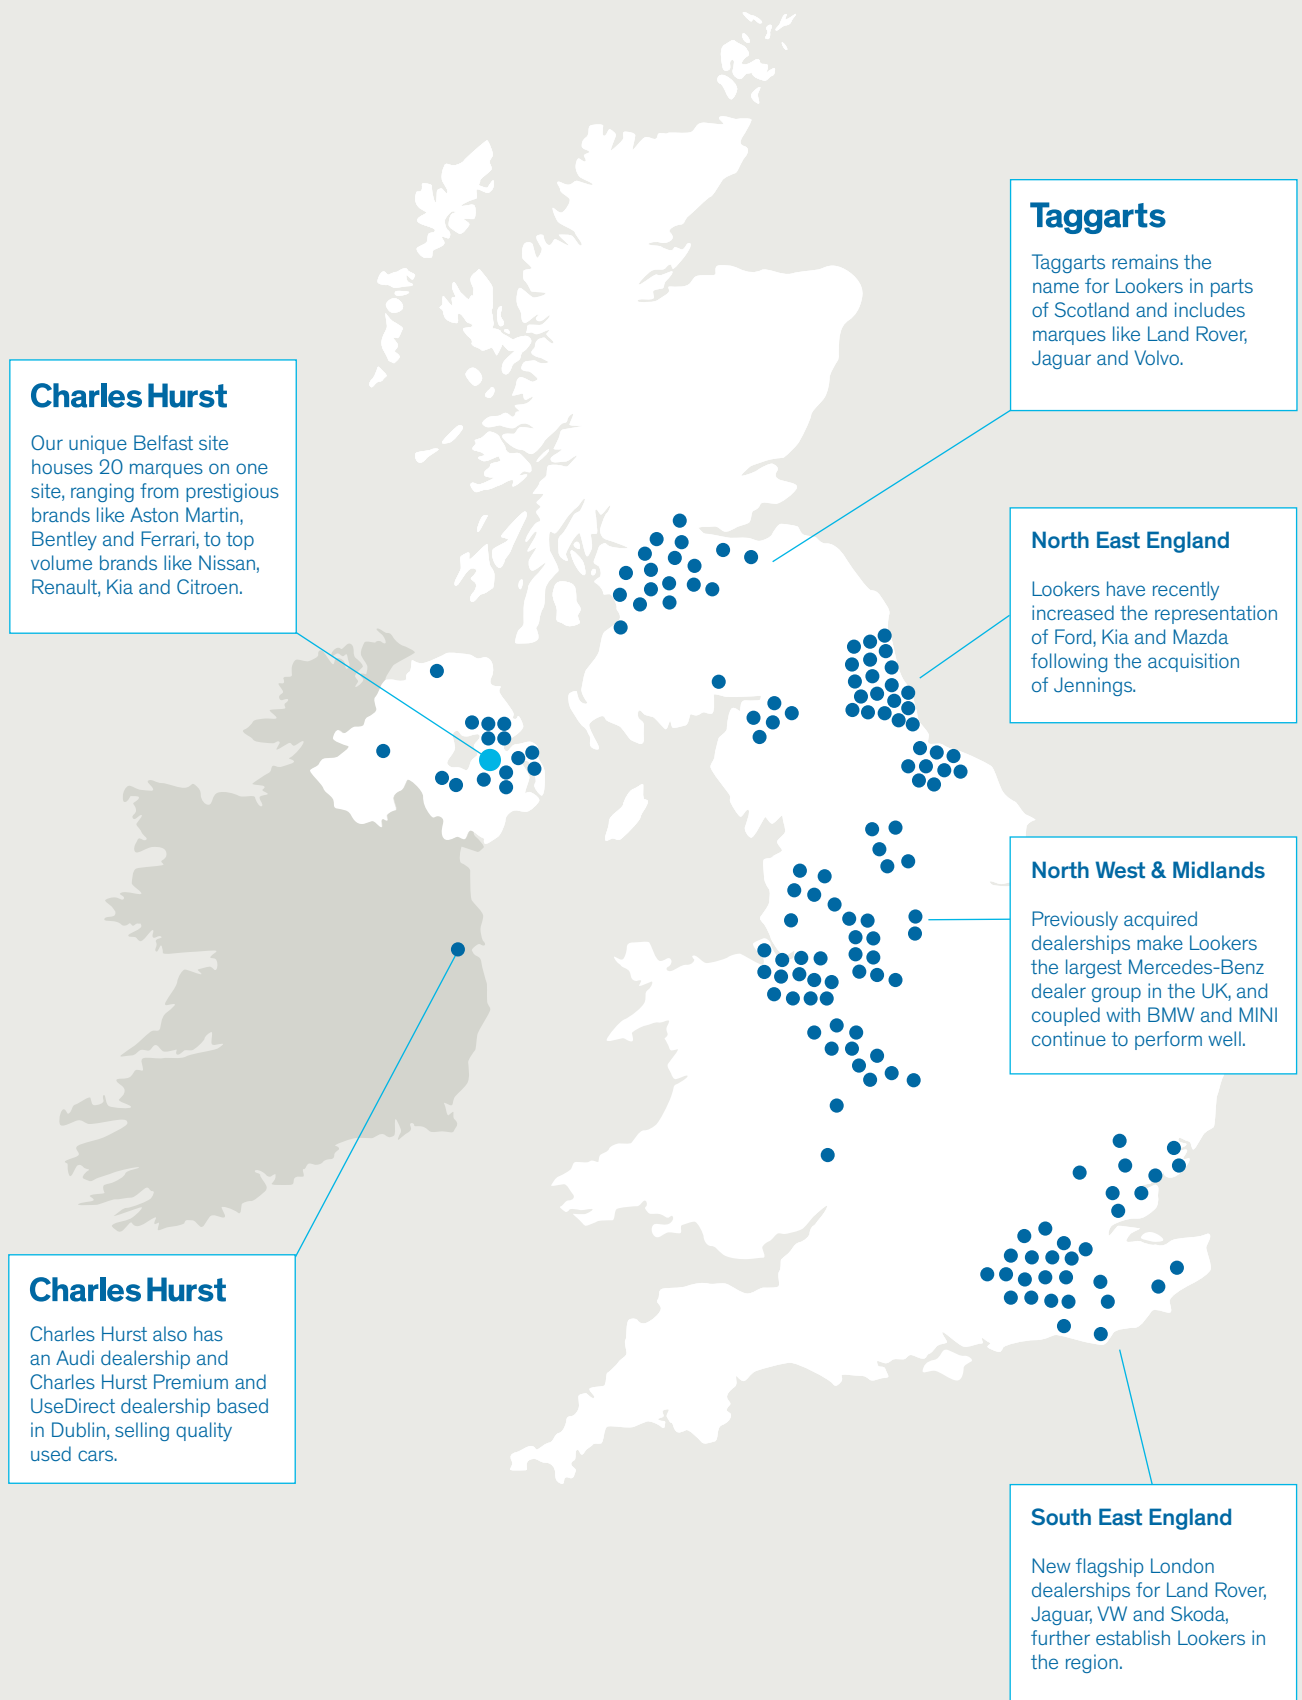 Taggarts
Taggarts remains the
name for Lookers in parts
of Scotland and includes
marques like Land Rover,
Jaguar and Volvo.
Charles Hurst
Our unique Belfast site
houses 20 marques on one
site, ranging from prestigious
brands like Aston Martin,
Bentley and Ferrari, to top
volume brands like Nissan,
Renault, Kia and Citroen.
North East England
Lookers have recently
increased the representation
of Ford, Kia and Mazda
following the acquisition
of Jennings.
North West & Midlands
Previously acquired
dealerships make Lookers
the largest Mercedes-Benz
dealer group in the UK, and
coupled with BMW and MINI
continue to perform well.
Charles Hurst
Charles Hurst also has
an Audi dealership and
Charles Hurst Premium and
UseDirect dealership based
in Dublin, selling quality
used cars.
South East England
New flagship London
dealerships for Land Rover,
Jaguar, VW and Skoda,
further establish Lookers in
the region.